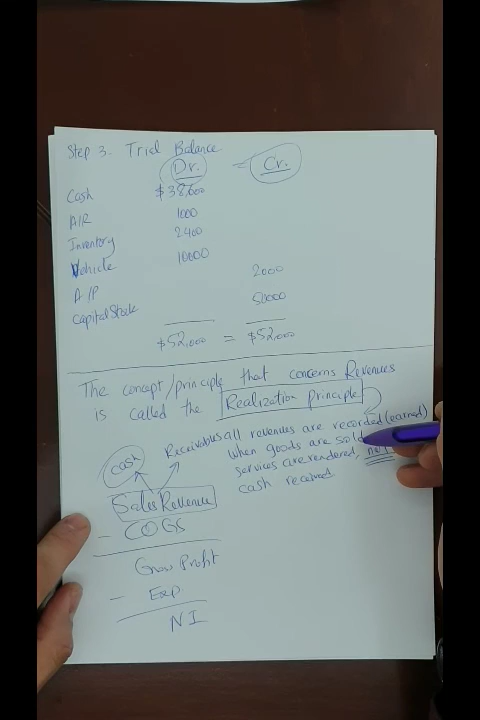 Step 3. Trial Balance
Dr. = Cr.
Cash $38,600
A/R 1000
Inventory 2400
Vehicle 10000
A/P 2000
Capital Stock 50000
$52,000 = $52,000
The concept/principle that concerns Revenues
is called the Realization principle
all revenues are recorded (earned)
when goods are sold
services are rendered,
cash received.
Cash Receivables
Sales Revenue
- COGS
Gross Profit
- Exp
NI